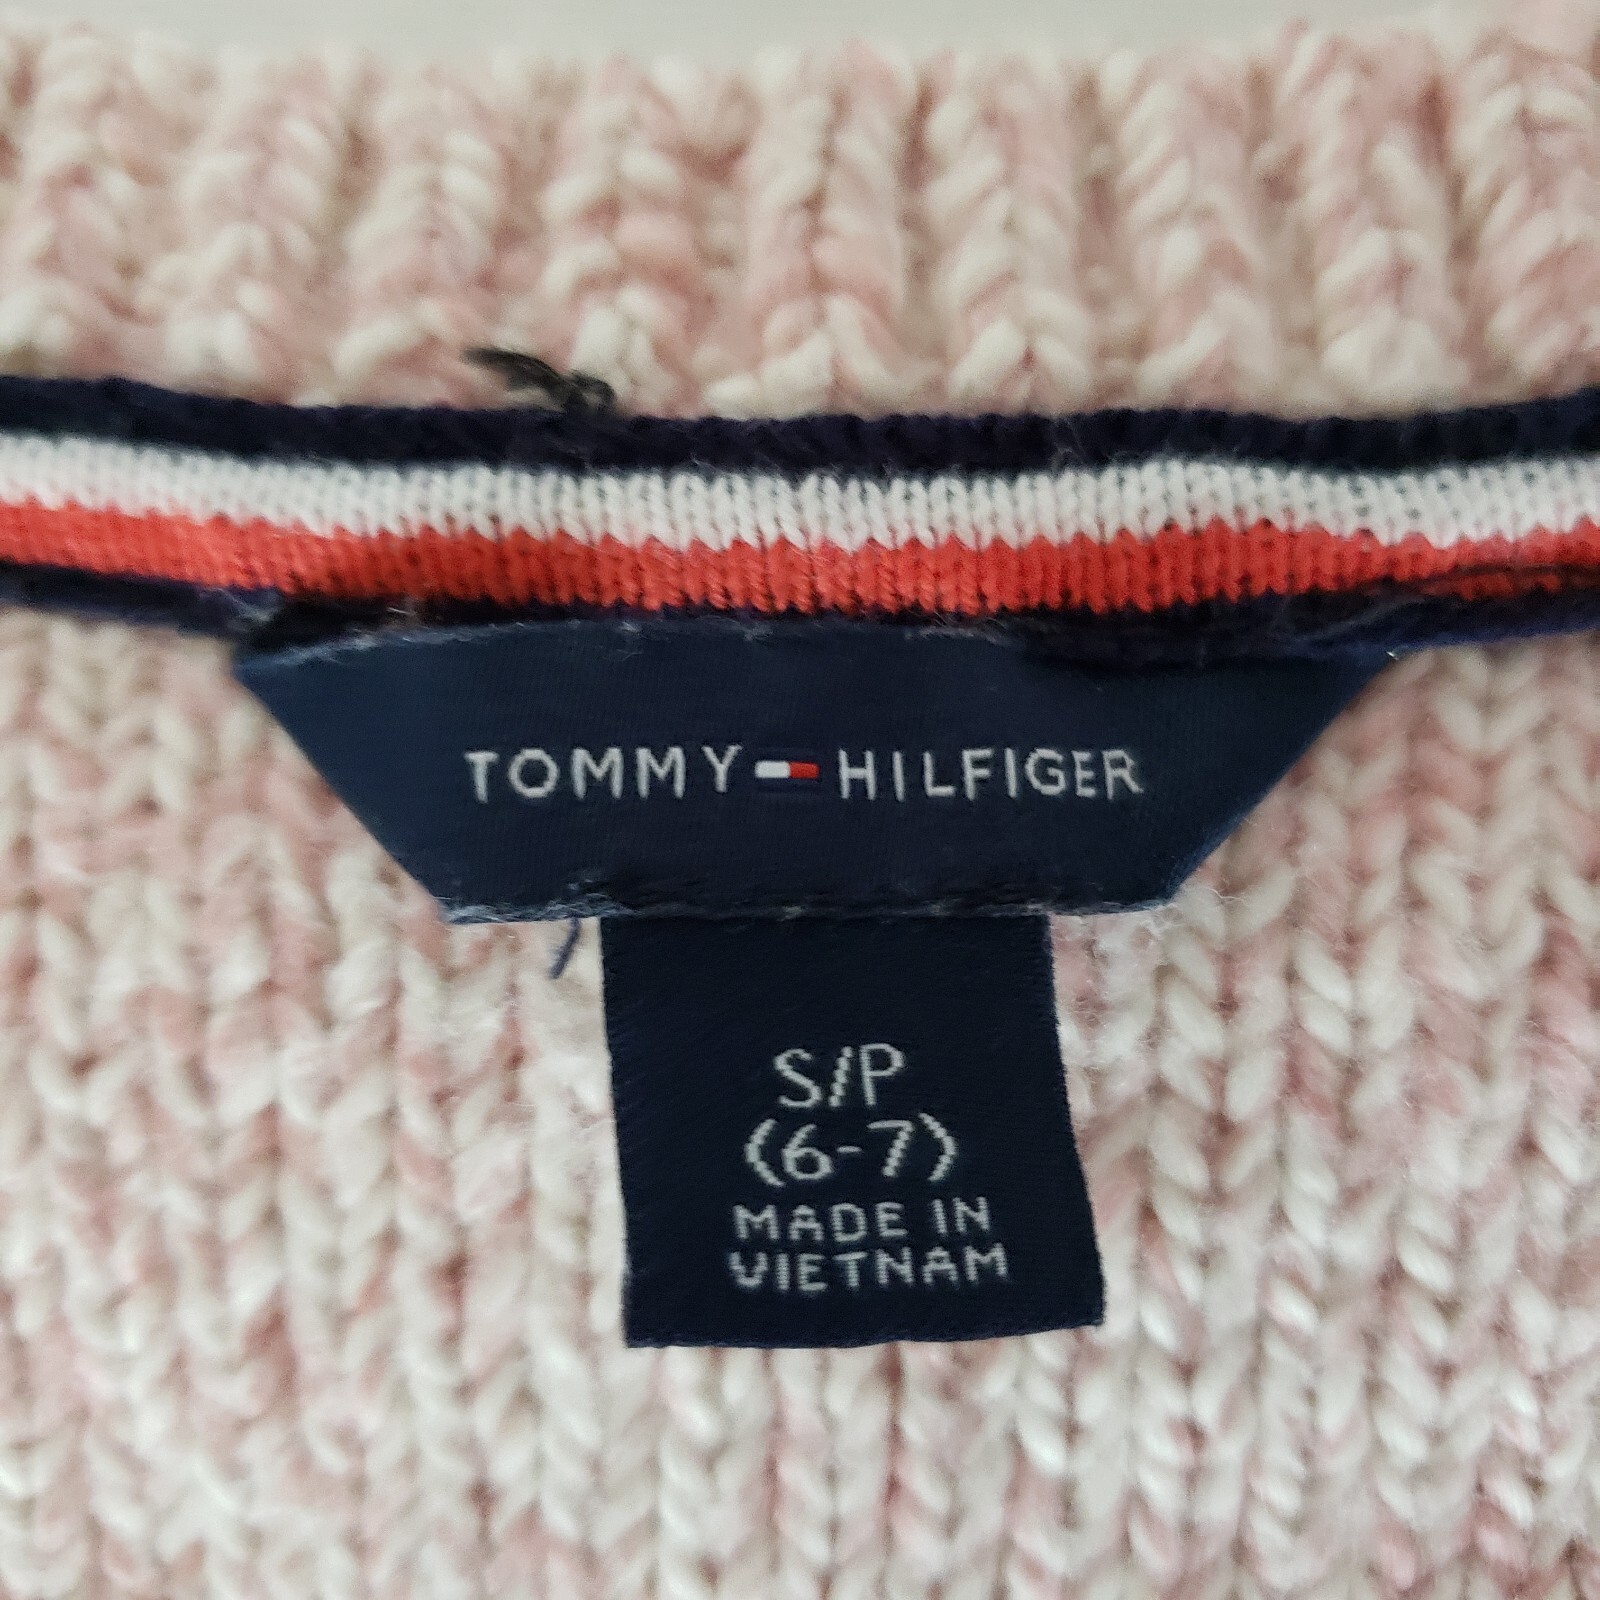 TOMMY HILFIGER
S/P
(6-7)
MADE IN
VIETNAM